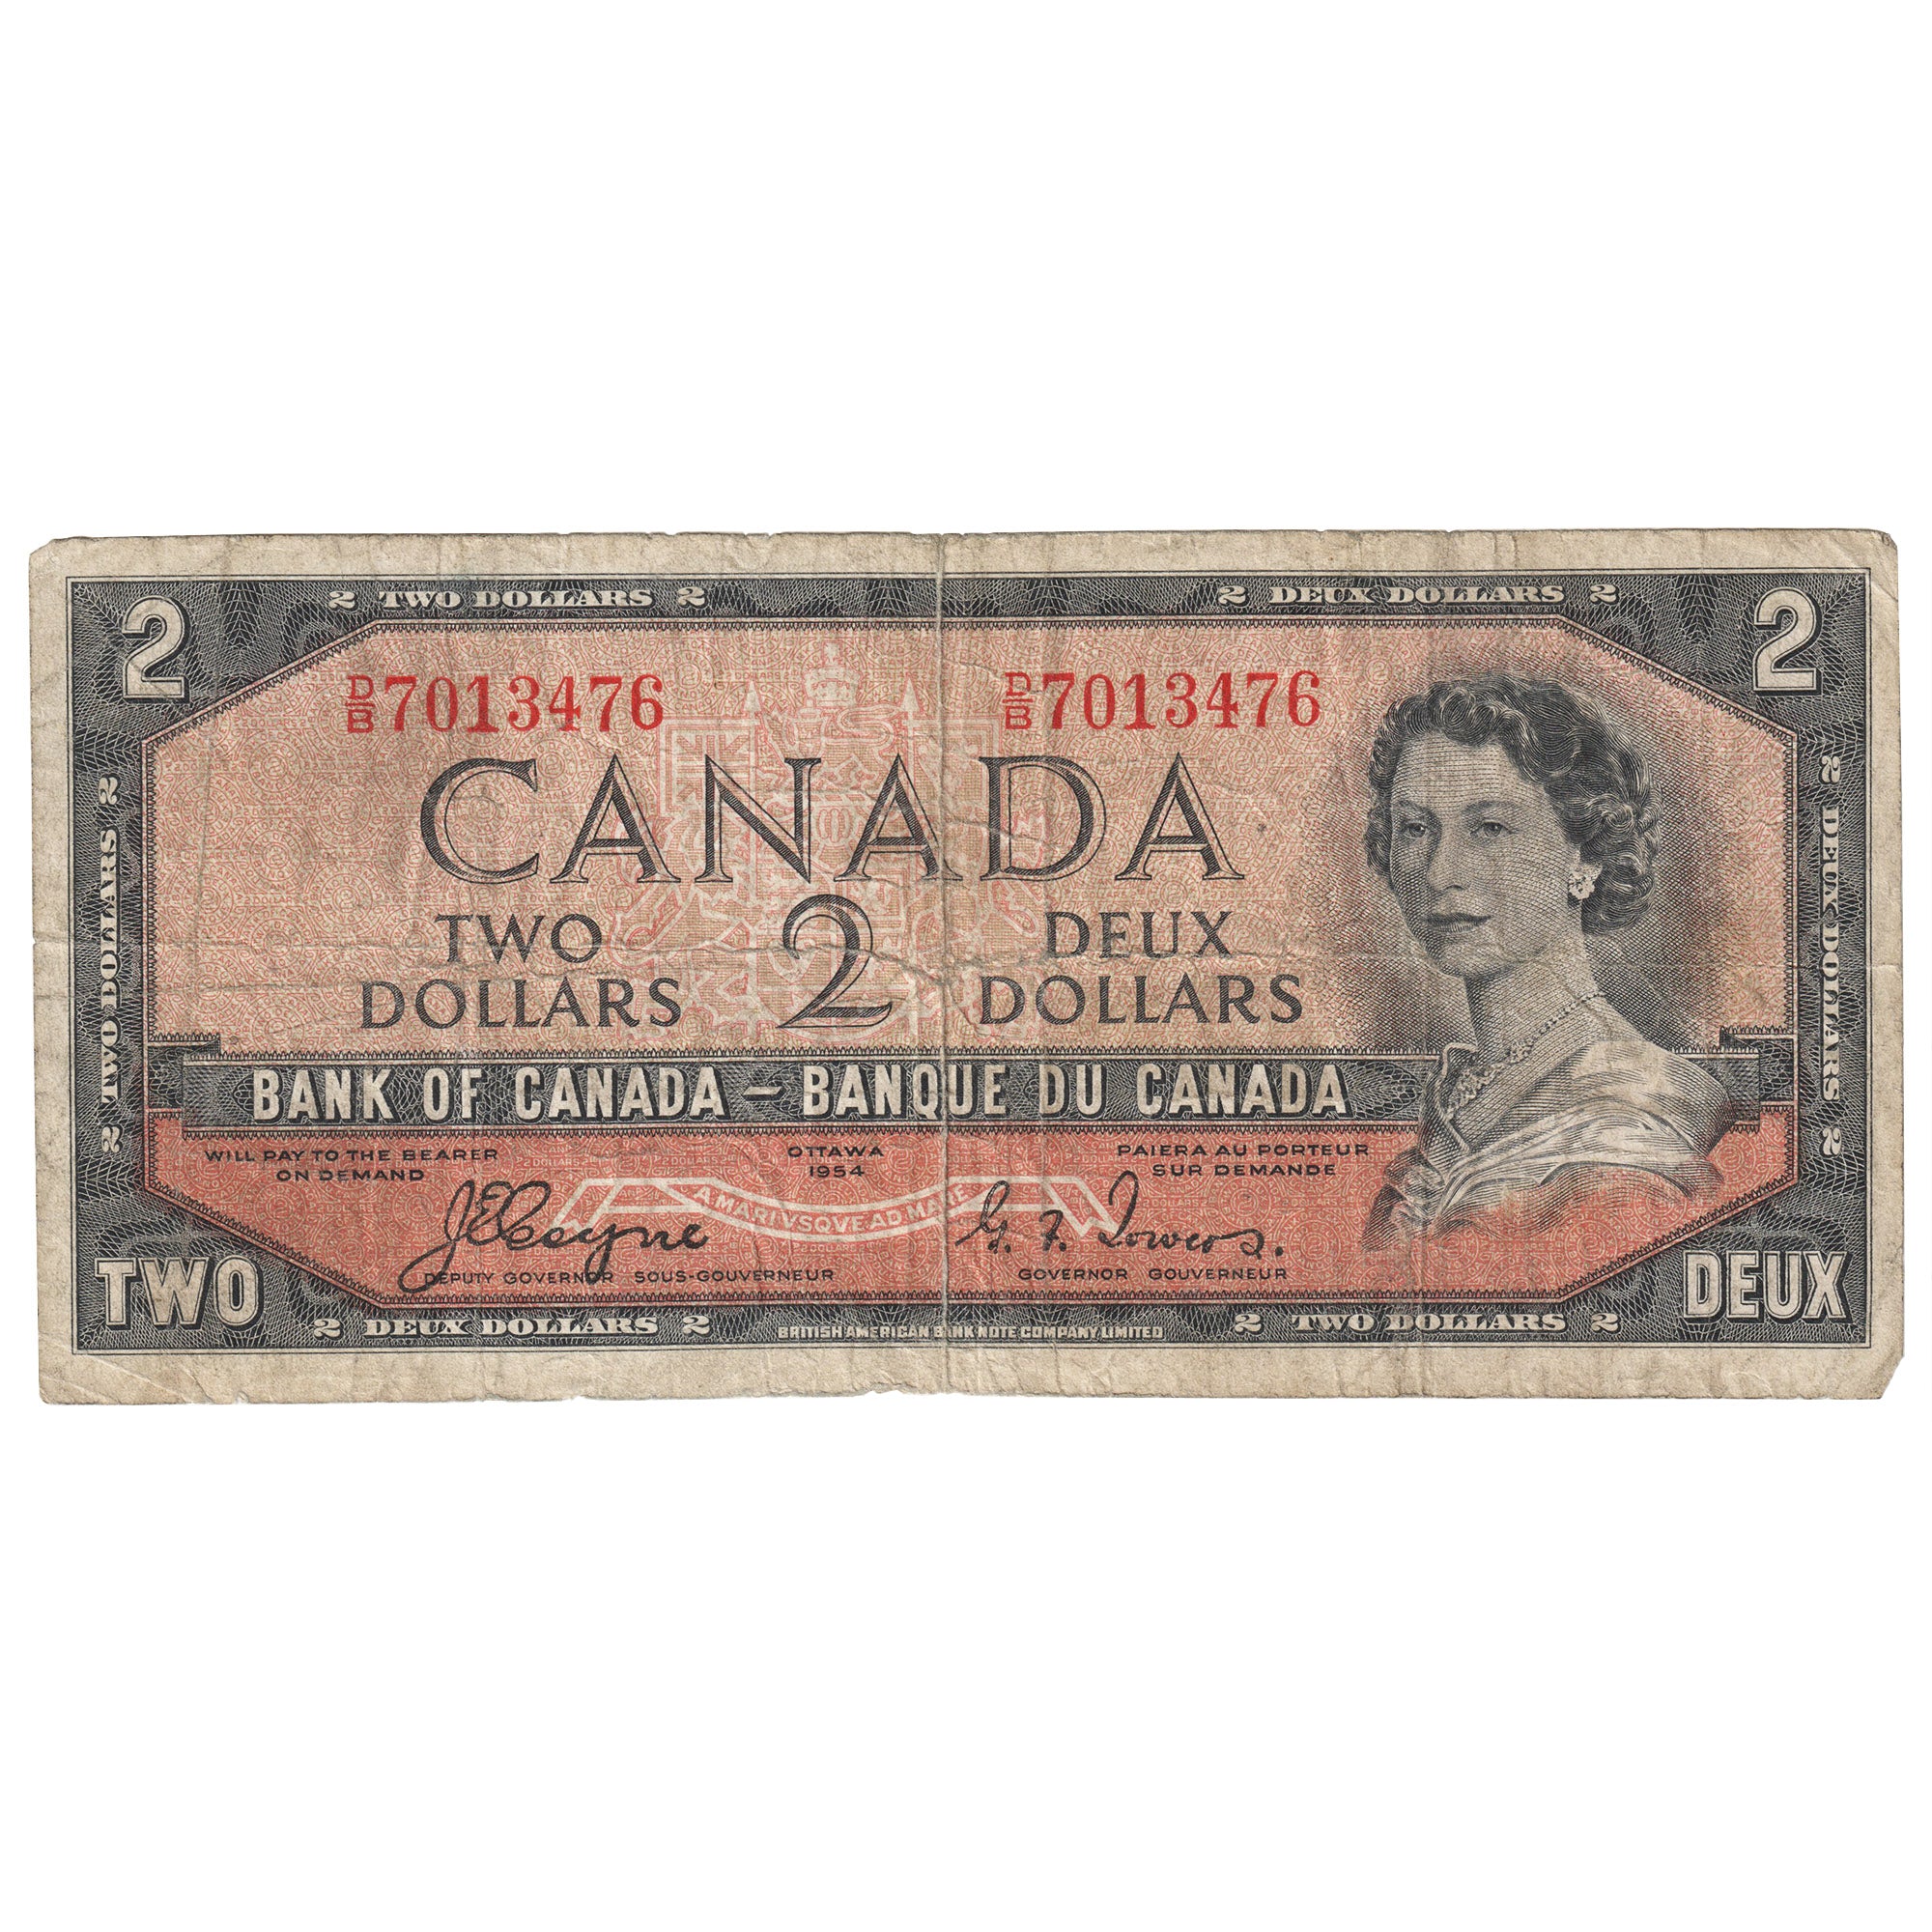 2 TWO DOLLARS 2
2 DEUX DOLLARS 2
2
2
D/B 7013476
D/B 7013476
CANADA
TWO DOLLARS
2
DEUX DOLLARS
2 TWO DOLLARS 2
2 DEUX DOLLARS 2
BANK OF CANADA – BANQUE DU CANADA
WILL PAY TO THE BEARER
ON DEMAND
OTTAWA
1954
PAIERA AU PORTEUR
SUR DEMANDE
A MARI VSQVE AD MARE
J E Coyne
G. F. Towers.
DEPUTY GOVERNOR SOUS-GOUVERNEUR
GOVERNOR GOUVERNEUR
TWO
DEUX
2 DEUX DOLLARS 2
BRITISH AMERICAN BANK NOTE COMPANY LIMITED
2 TWO DOLLARS 2